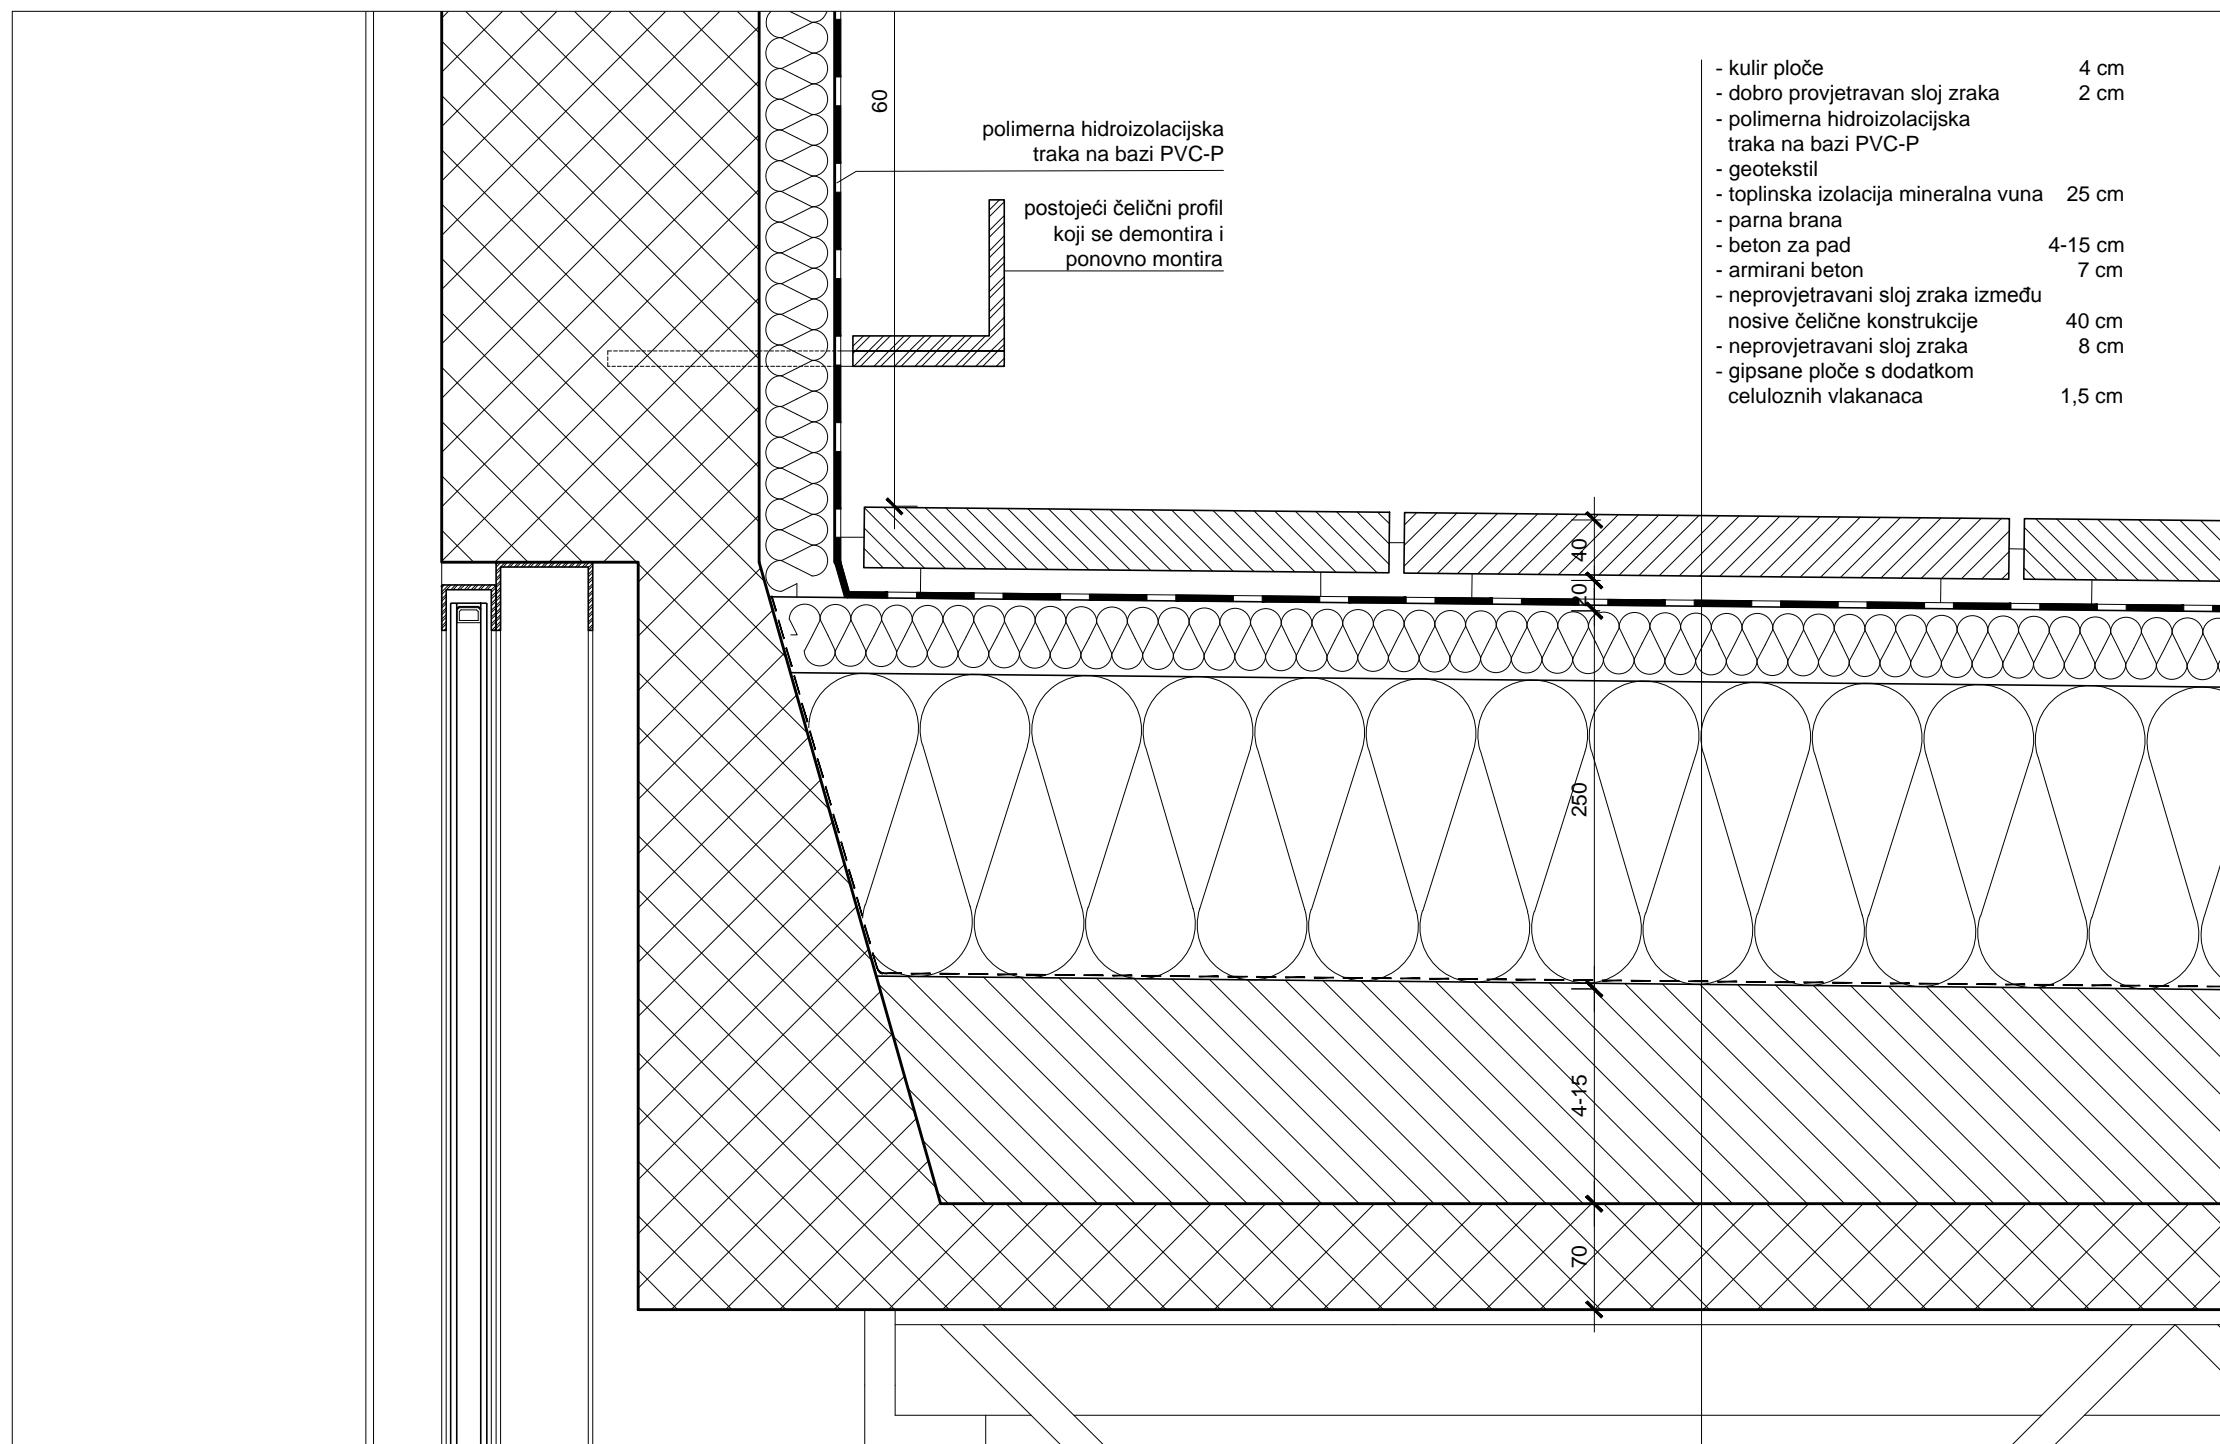 60
polimerna hidroizolacijska
traka na bazi PVC-P
postojeći čelični profil
koji se demontira i
ponovno montira
- kulir ploče 4 cm
- dobro provjetravan sloj zraka 2 cm
- polimerna hidroizolacijska
traka na bazi PVC-P
- geotekstil
- toplinska izolacija mineralna vuna 25 cm
- parna brana
- beton za pad 4-15 cm
- armirani beton 7 cm
- neprovjetravani sloj zraka između
nosive čelične konstrukcije 40 cm
- neprovjetravani sloj zraka 8 cm
- gipsane ploče s dodatkom
celuloznih vlakanaca 1,5 cm
40
20
250
4-15
70